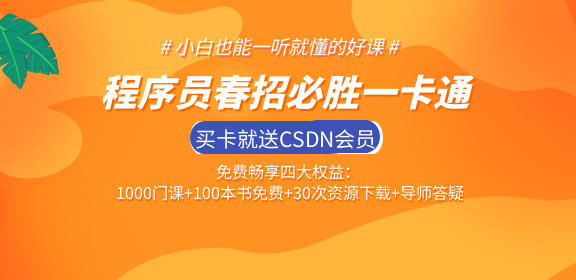 # 小白也能一听就懂的好课 #
程序员春招必胜一卡通
买卡就送CSDN会员
免费畅享四大权益：
1000门课+100本书免费+30次资源下载+导师答疑